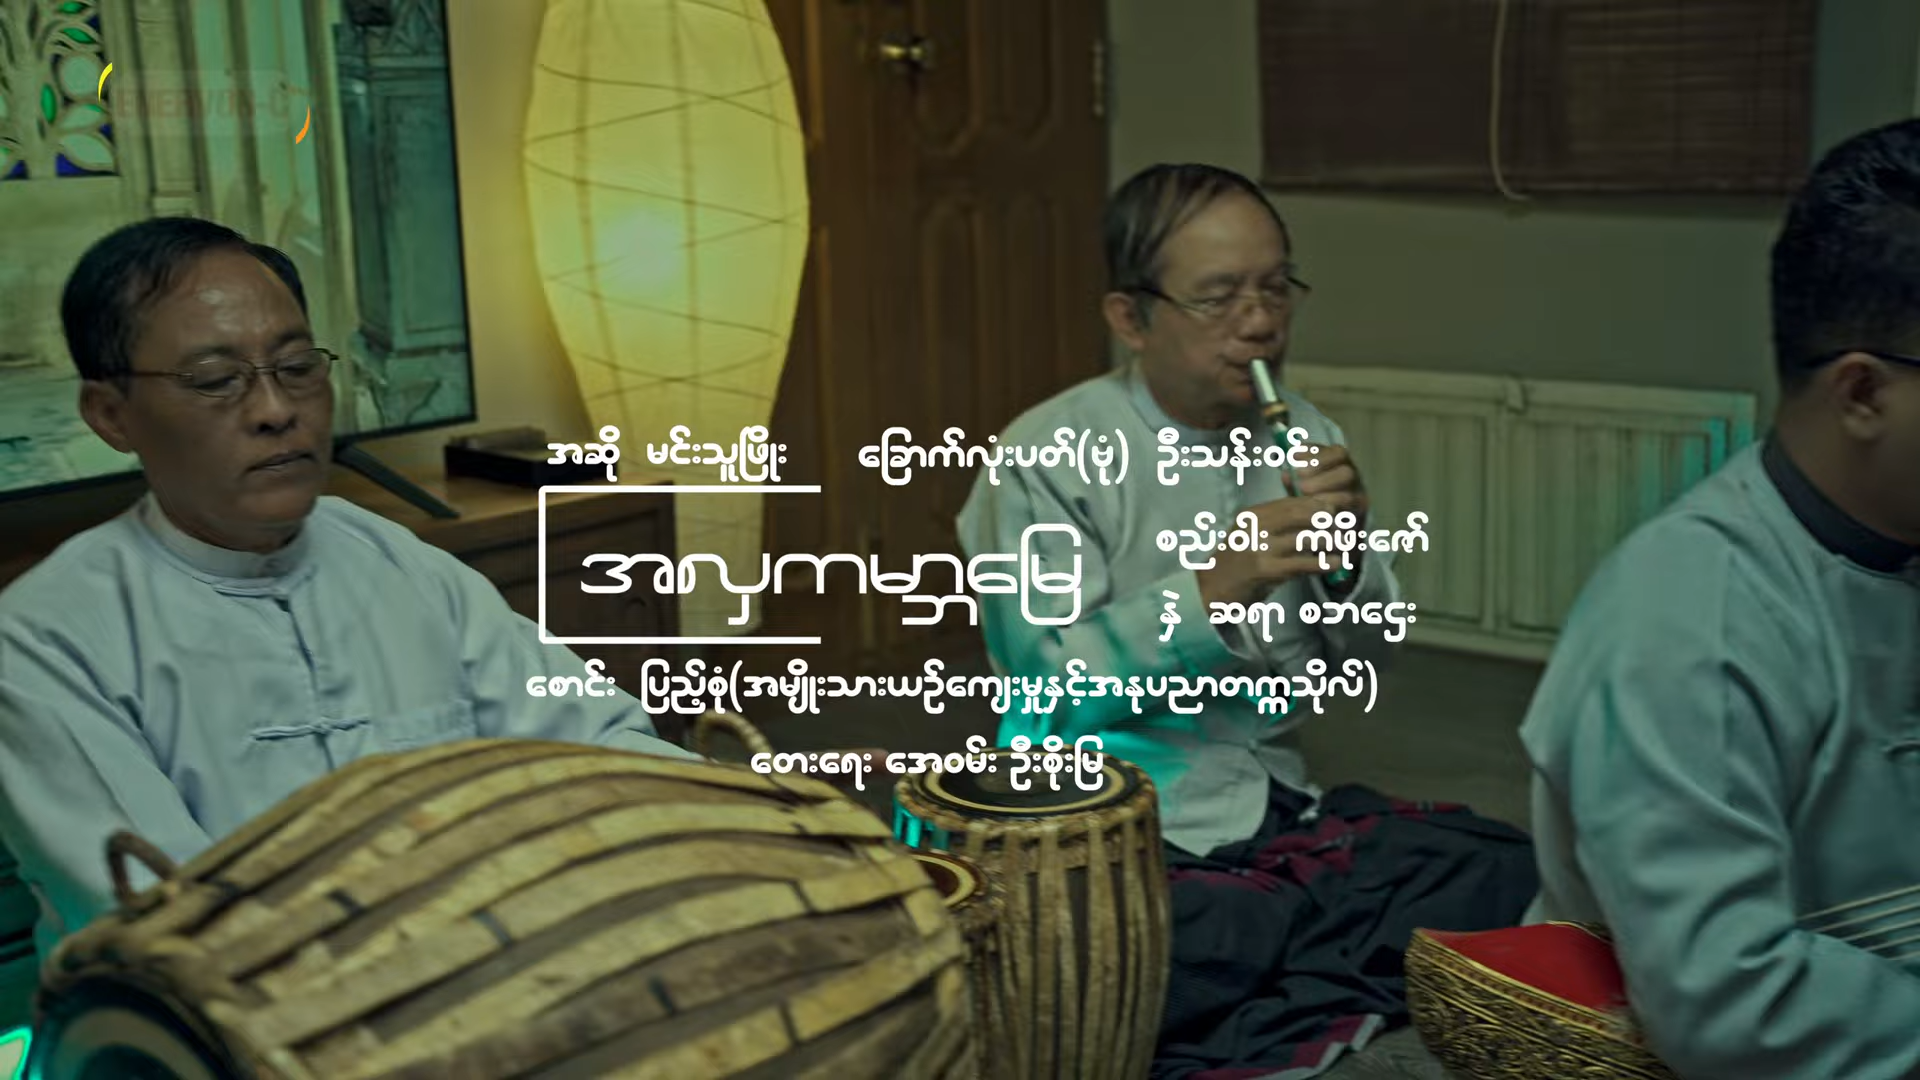 အဆို မင်းသူဖြိုး ခြောက်လုံးပတ်(ဗုံ) ဦးသန်းဝင်း
အလှကမ္ဘာမြေ
စည်းဝါး ကိုဖိုးဇော်
နဲ့ ဆရာ စဘဌေး
စောင်း ပြည့်စုံ(အမျိုးသားယဉ်ကျေးမှုနှင့်အနုပညာတက္ကသိုလ်)
တေးရေး အေဝမ်း ဦးစိုးမြ